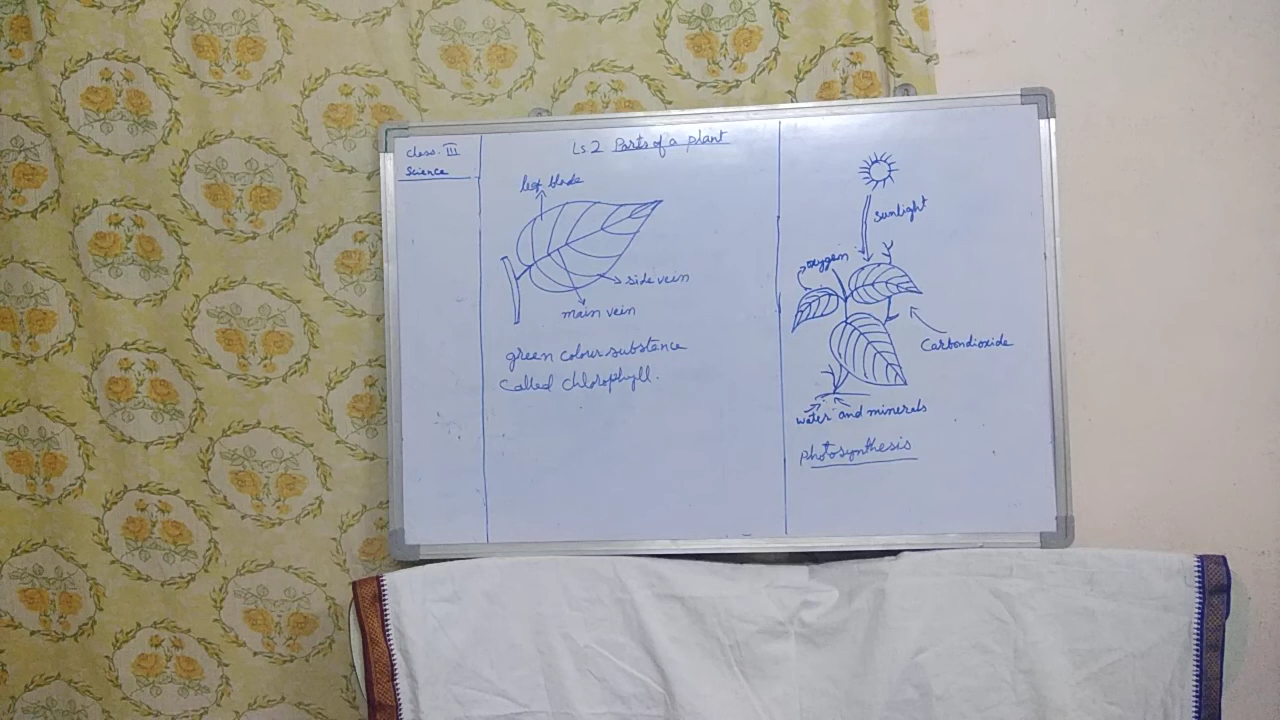 Class. III
Science
Ls 2 Parts of a plant
leaf blade
side vein
main vein
green colour substance
Called chlorophyll.
sunlight
oxygen
Carbondioxide
water and minerals
photosynthesis